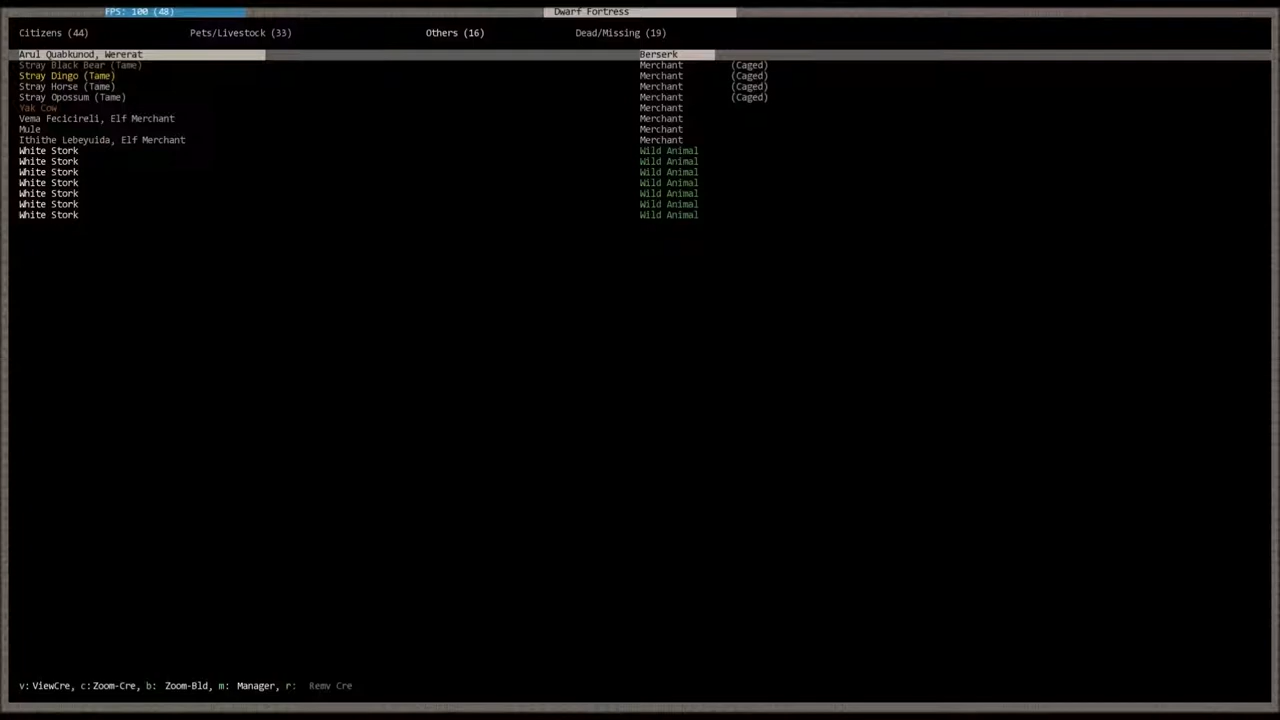 FPS: 100 (48) Dwarf Fortress
Citizens (44) Pets/Livestock (33) Others (16) Dead/Missing (19)
Arul Quabkunod, Wererat Berserk
Stray Black Bear (Tame) Merchant (Caged)
Stray Dingo (Tame) Merchant (Caged)
Stray Horse (Tame) Merchant (Caged)
Stray Opossum (Tame) Merchant (Caged)
Yak Cow Merchant
Vema Fecicireli, Elf Merchant Merchant
Mule Merchant
Ithithe Lebeyuida, Elf Merchant Merchant
White Stork Wild Animal
White Stork Wild Animal
White Stork Wild Animal
White Stork Wild Animal
White Stork Wild Animal
White Stork Wild Animal
White Stork Wild Animal
v: ViewCre, c: Zoom-Cre, b: Zoom-Bld, m: Manager, r: Remv Cre